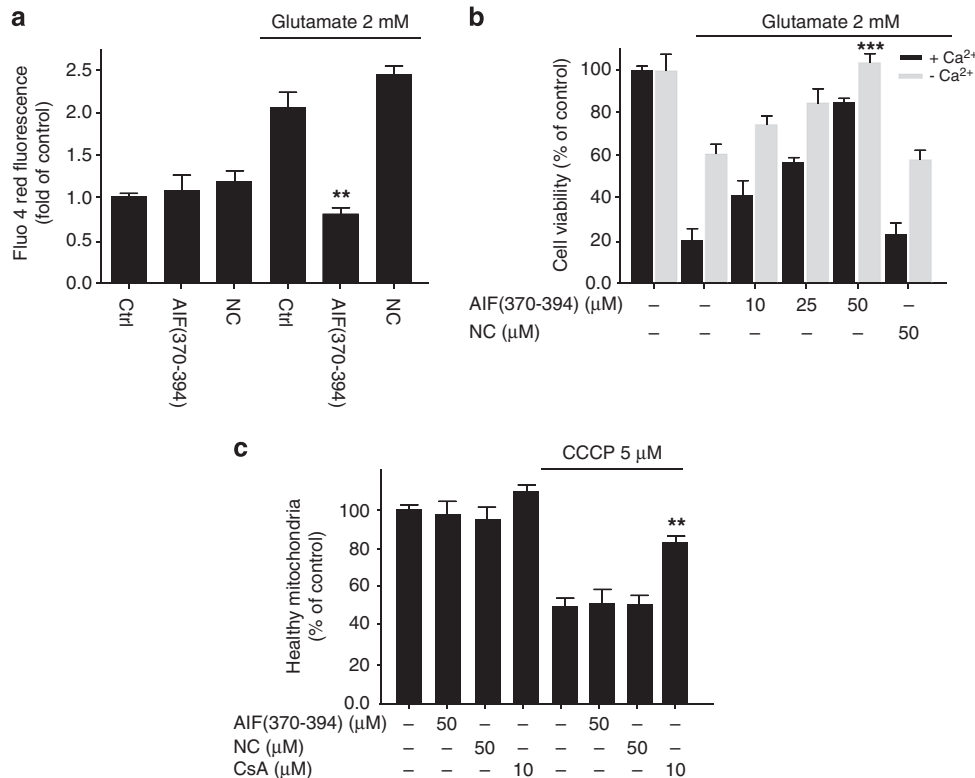 a
Glutamate 2 mM
Fluo 4 red fluorescence
(fold of control)
2.5
2.0
1.5
1.0
0.5
0.0
**
Ctrl
AIF(370-394)
NC
Ctrl
AIF(370-394)
NC
b
Glutamate 2 mM
Cell viability (% of control)
100
80
60
40
20
0.0
***
+ Ca²⁺
- Ca²⁺
AIF(370-394) (μM) – – 10 25 50 –
NC (μM) – – – – – 50
c
CCCP 5 μM
Healthy mitochondria
(% of control)
100
80
60
40
20
0.0
**
AIF(370-394) (μM) – 50 – – – 50 – –
NC (μM) – – 50 – – – 50 –
CsA (μM) – – – 10 – – – 10